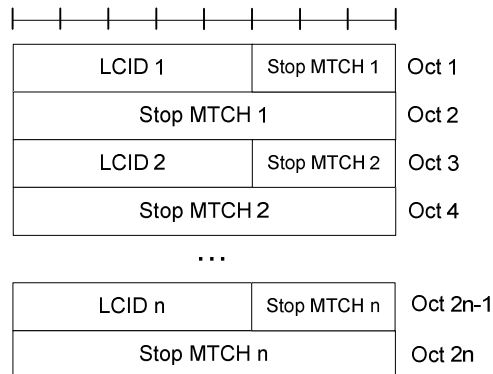 LCID 1 Stop MTCH 1 Oct 1
Stop MTCH 1 Oct 2
LCID 2 Stop MTCH 2 Oct 3
Stop MTCH 2 Oct 4
...
LCID n Stop MTCH n Oct 2n-1
Stop MTCH n Oct 2n